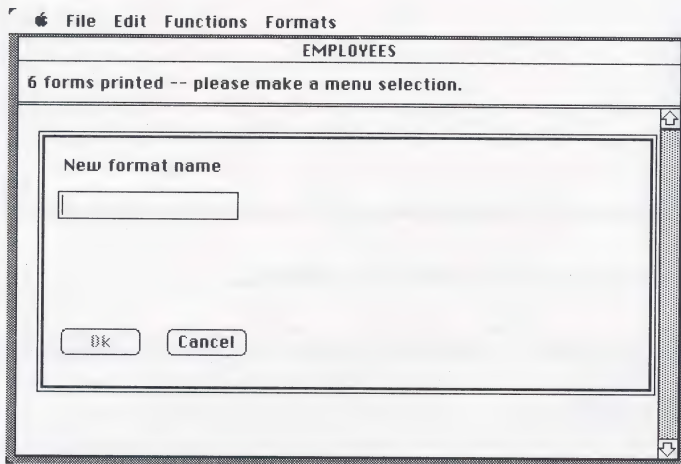 File Edit Functions Formats
EMPLOYEES
6 forms printed -- please make a menu selection.
New format name
Ok Cancel